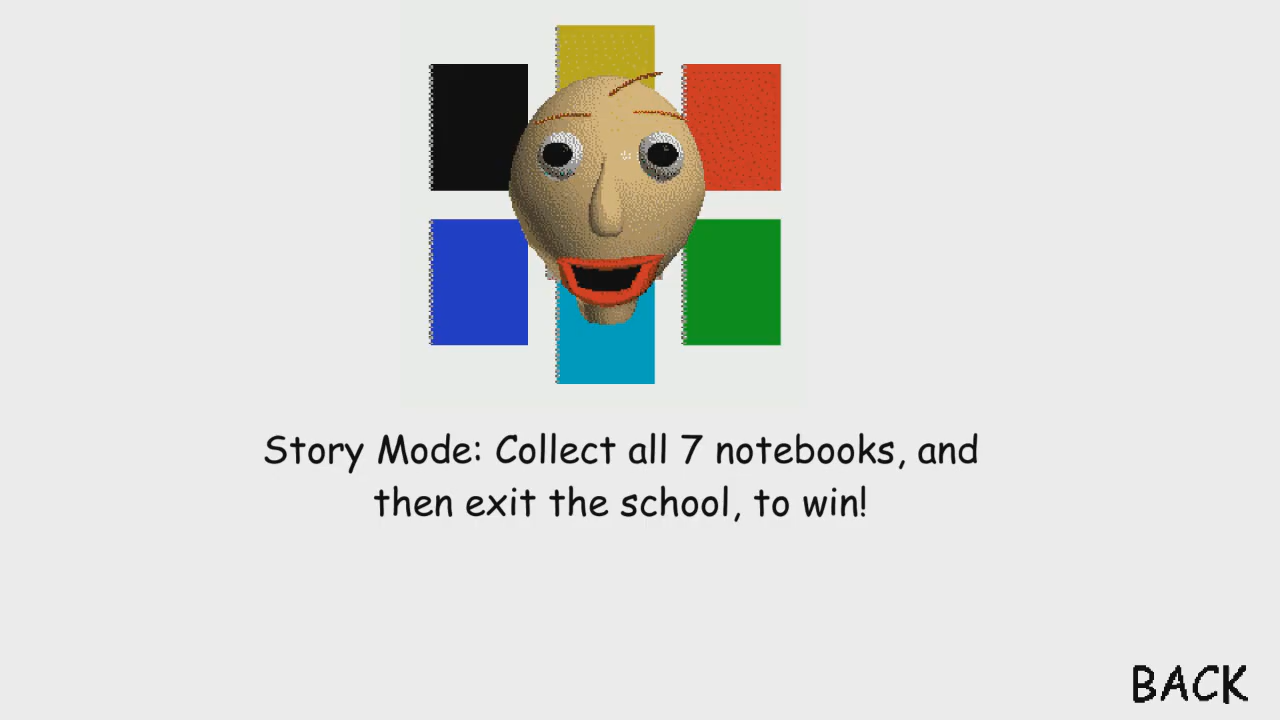 Story Mode: Collect all 7 notebooks, and
then exit the school, to win!
BACK